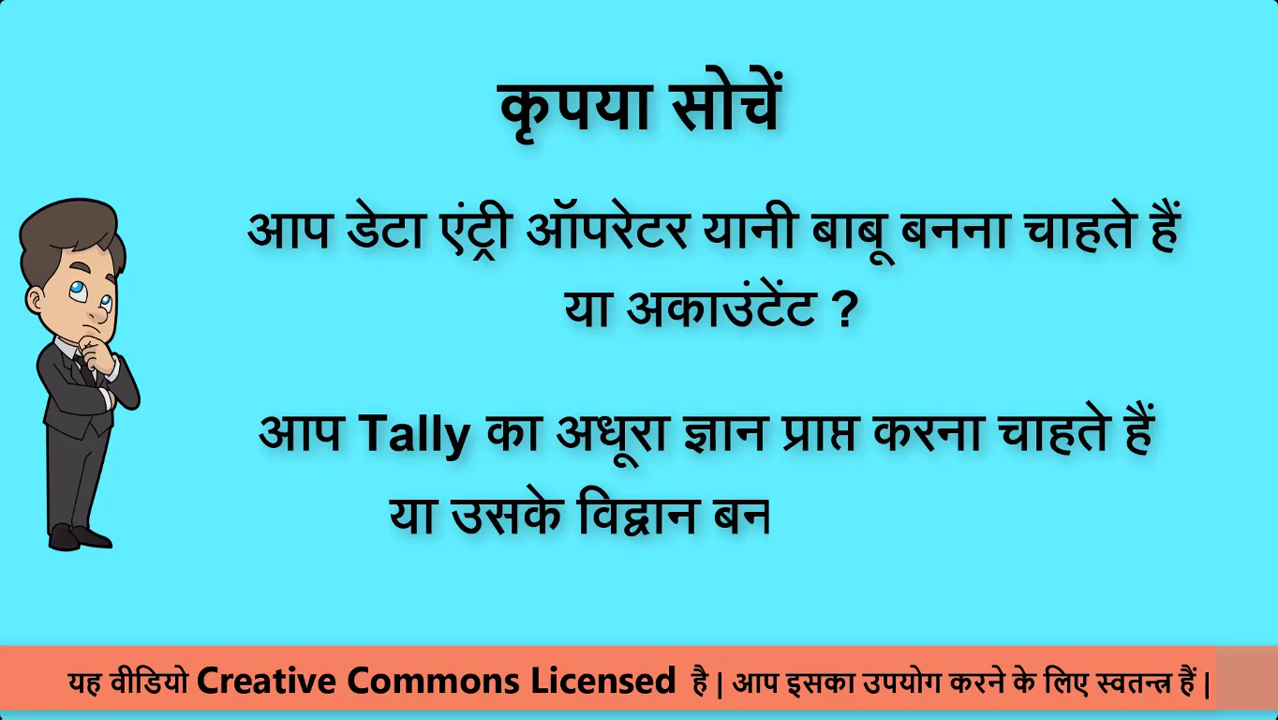 कृपया सोचें
आप डेटा एंट्री ऑपरेटर यानी बाबू बनना चाहते हैं
या अकाउंटेंट ?
आप Tally का अधूरा ज्ञान प्राप्त करना चाहते हैं
या उसके विद्वान बन
यह वीडियो Creative Commons Licensed है | आप इसका उपयोग करने के लिए स्वतन्त्र हैं |